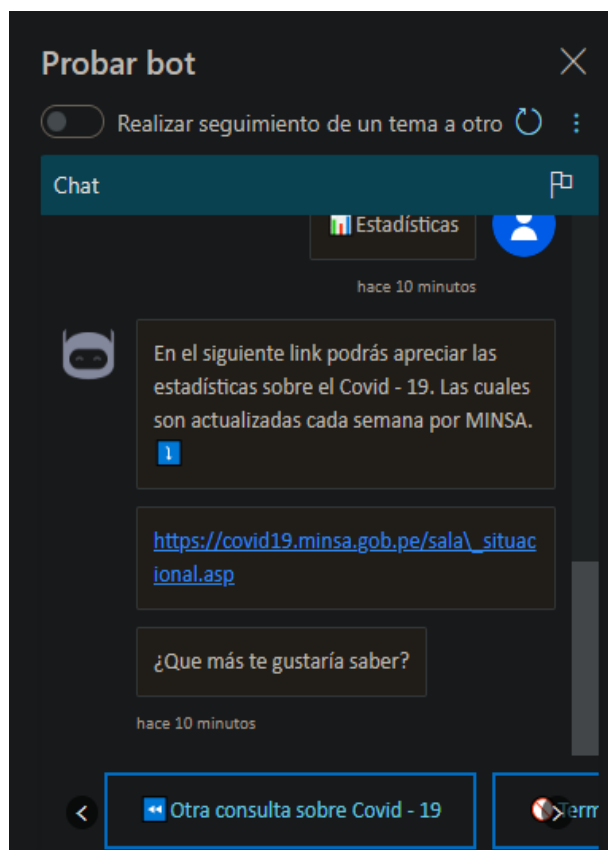 Probar bot
Realizar seguimiento de un tema a otro
Chat
📊 Estadísticas
hace 10 minutos
En el siguiente link podrás apreciar las
estadísticas sobre el Covid - 19. Las cuales
son actualizadas cada semana por MINSA.
⤵️
https://covid19.minsa.gob.pe/sala\_situac
ional.asp
¿Que más te gustaría saber?
hace 10 minutos
⏪ Otra consulta sobre Covid - 19